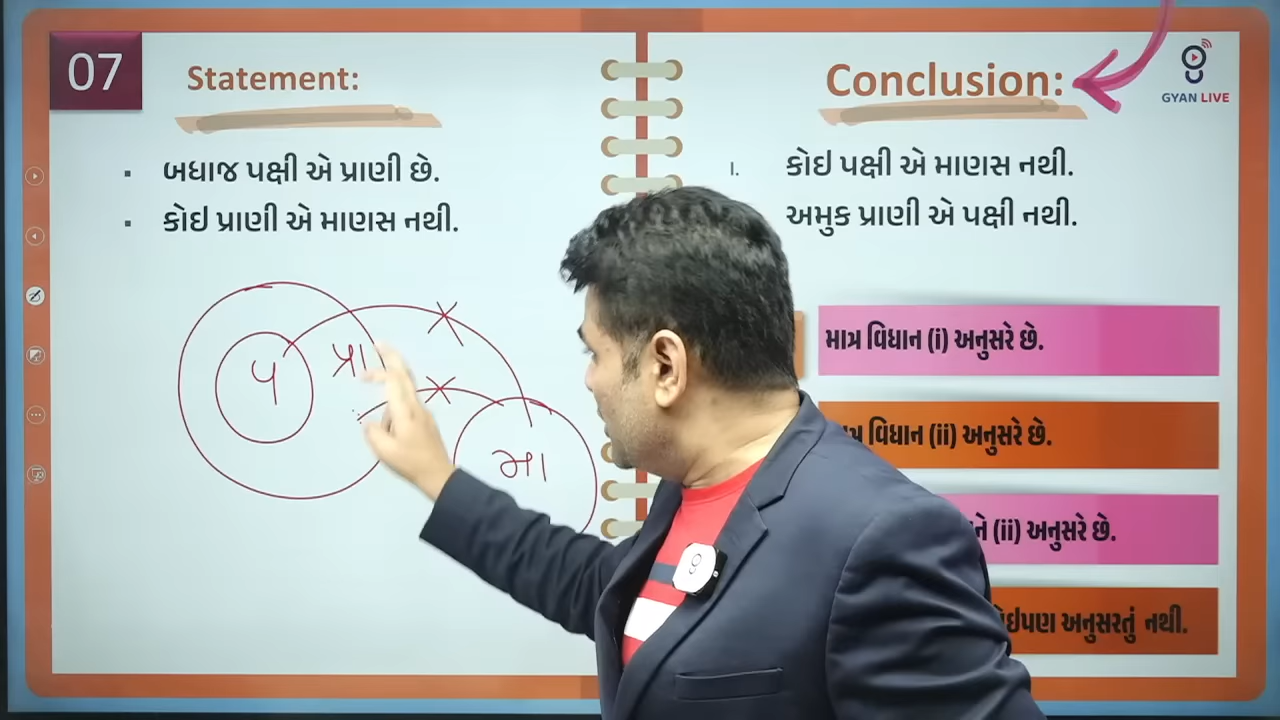 07
Statement:
બધાજ પક્ષી એ પ્રાણી છે.
કોઇ પ્રાણી એ માણસ નથી.
પ
પ્રા
મા
Conclusion:
GYAN LIVE
I. કોઇ પક્ષી એ માણસ નથી.
અમુક પ્રાણી એ પક્ષી નથી.
માત્ર વિધાન (i) અનુસરે છે.
વિધાન (ii) અનુસરે છે.
(ii) અનુસરે છે.
અનુસરતું નથી.